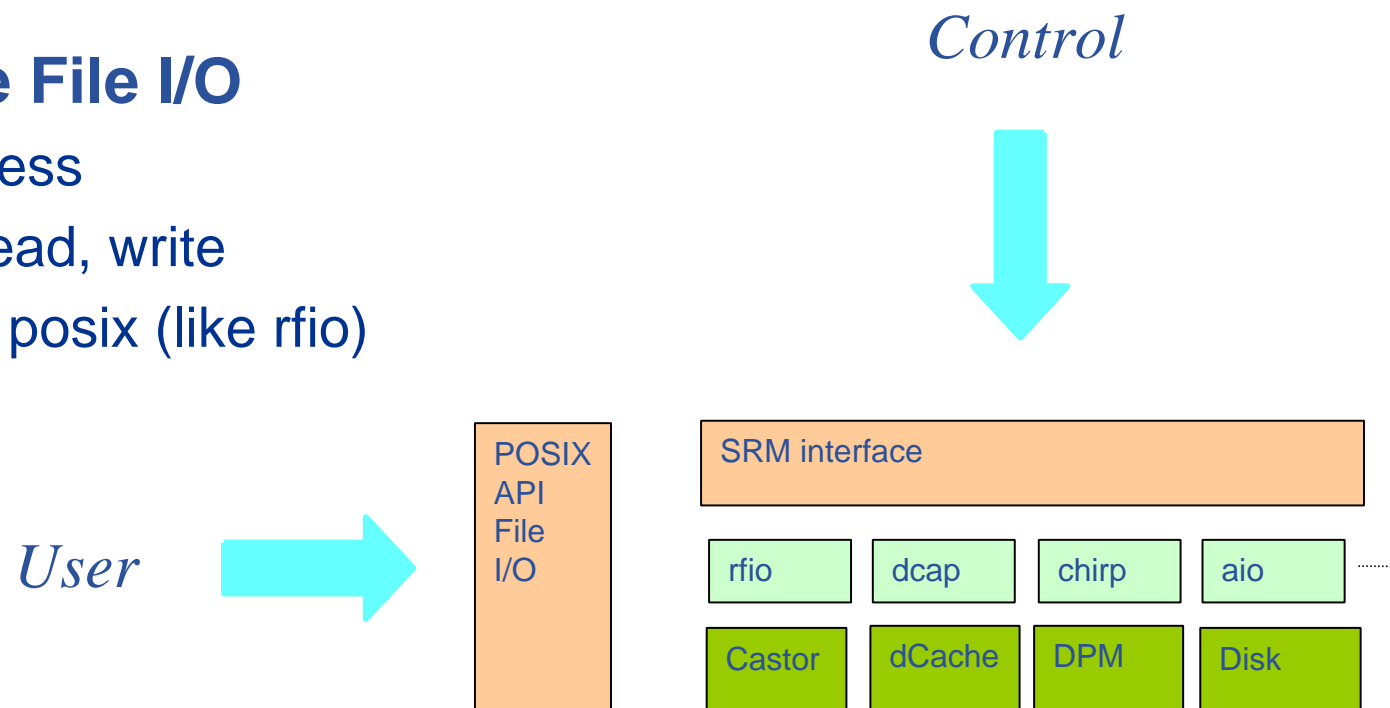 Control
e File I/O
ess
ead, write
posix (like rfio)
POSIX
API
File
I/O
SRM interface
User
rfio
dcap
chirp
aio
........
Castor
dCache
DPM
Disk